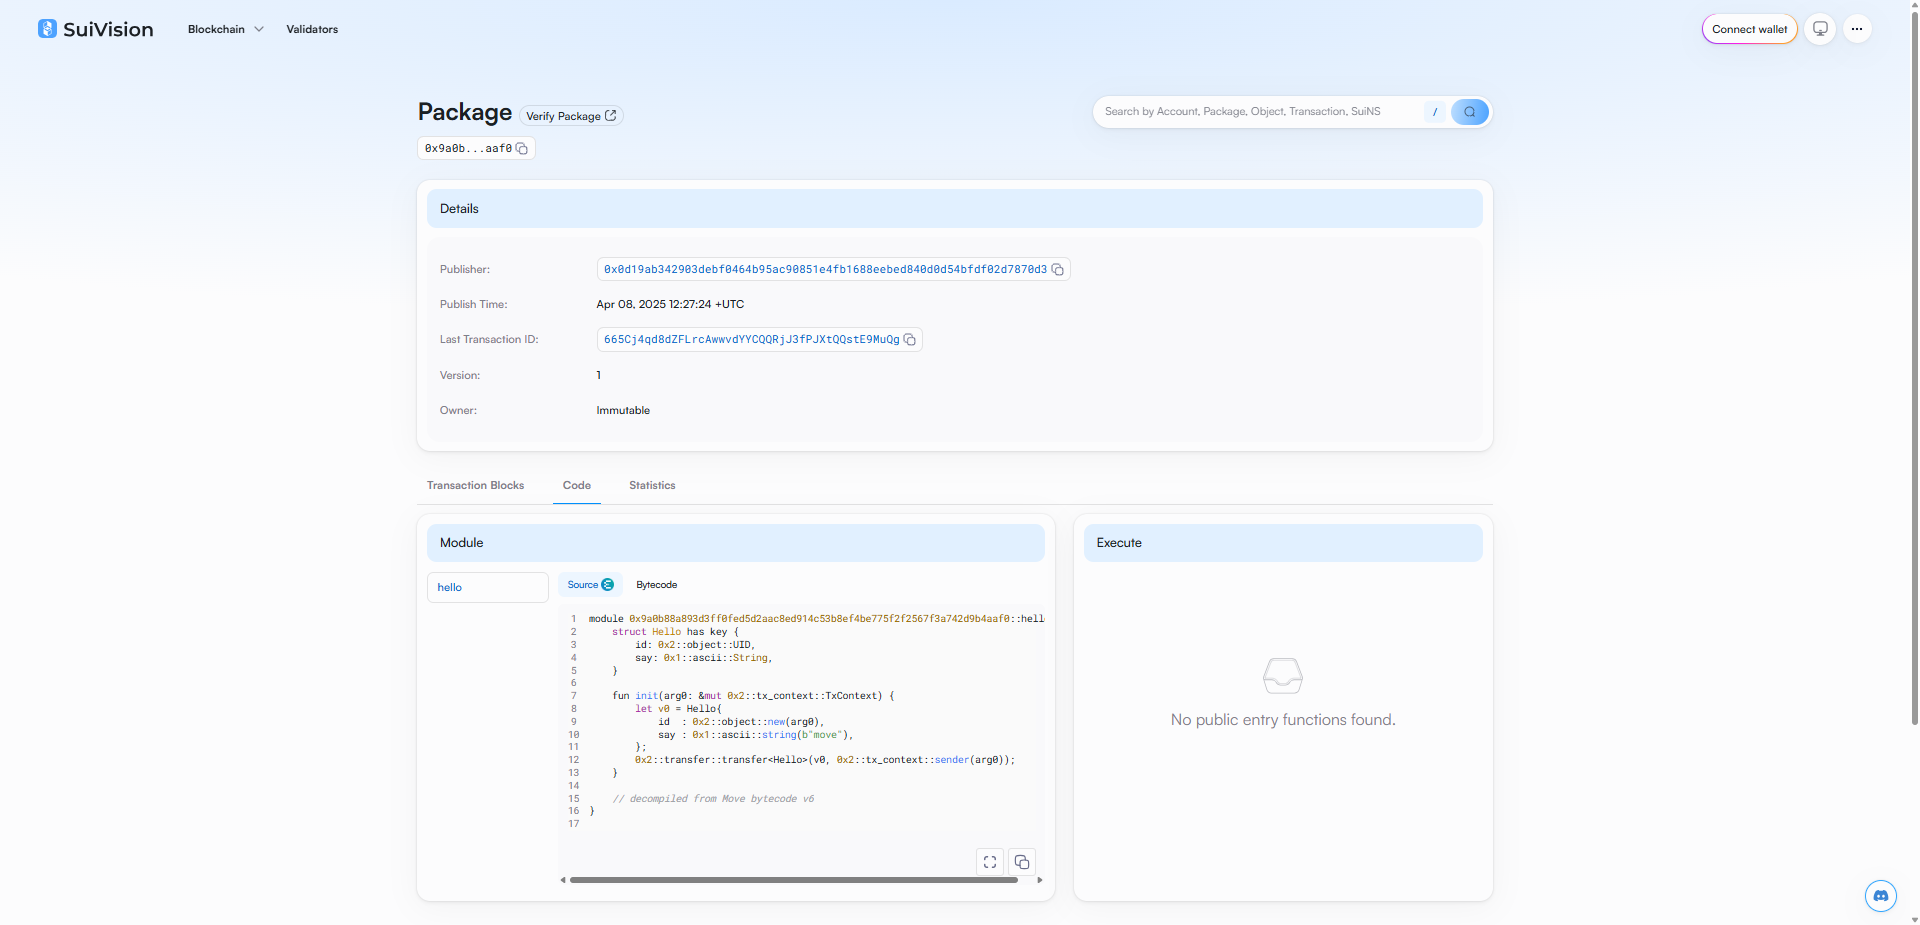 SuiVision
Blockchain
Validators
Connect wallet
Package
Verify Package
Search by Account, Package, Object, Transaction, SuiNS
/
0x9a0b...aaf0
Details
Publisher:
0x0d19ab342903debf0464b95ac90851e4fb1688eebed840d0d54bfdf02d7870d3
Publish Time:
Apr 08, 2025 12:27:24 +UTC
Last Transaction ID:
665Cj4qd8dZFLrcAwwvdYYCQQRjJ3fPJXtQQstE9MuQg
Version:
1
Owner:
Immutable
Transaction Blocks
Code
Statistics
Module
hello
Source
Bytecode
1 module 0x9a0b88a893d3ff0fed5d2aac8ed914c53b8ef4be775f2f2567f3a742d9b4aaf0::hell
2 struct Hello has key {
3 id: 0x2::object::UID,
4 say: 0x1::ascii::String,
5 }
6
7 fun init(arg0: &mut 0x2::tx_context::TxContext) {
8 let v0 = Hello{
9 id : 0x2::object::new(arg0),
10 say : 0x1::ascii::string(b"move"),
11 };
12 0x2::transfer::transfer<Hello>(v0, 0x2::tx_context::sender(arg0));
13 }
14
15 // decompiled from Move bytecode v6
16 }
17
Execute
No public entry functions found.